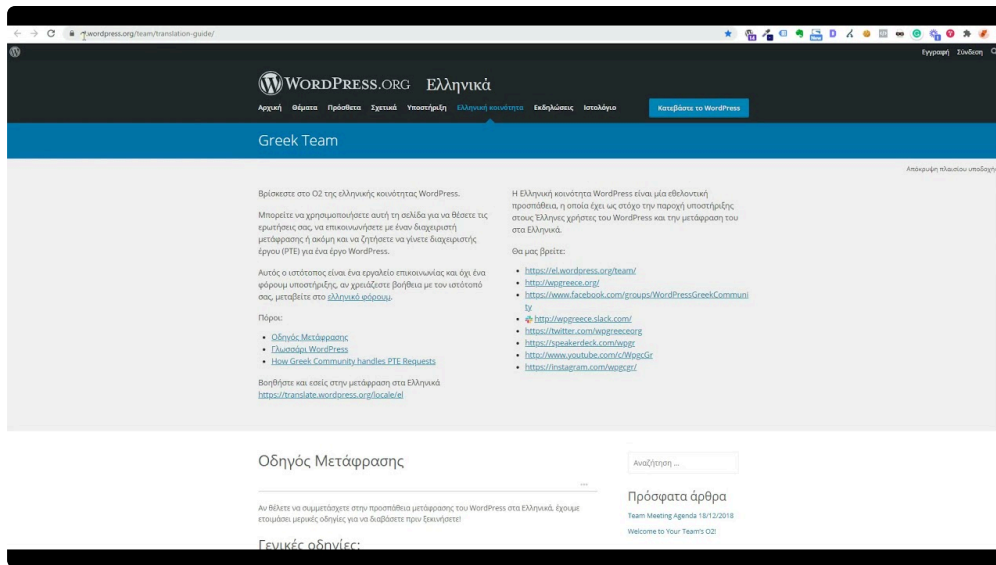 wordpress.org/team/translation-guide/
Εγγραφή Σύνδεση
WORDPRESS.ORG Ελληνικά
Αρχική Θέματα Πρόσθετα Σχετικά Υποστήριξη Ελληνική κοινότητα Εκδηλώσεις Ιστολόγιο Κατεβάστε το WordPress
Greek Team
Απόκρυψη πλαισίου υποδοχής
Βρίσκεστε στο O2 της ελληνικής κοινότητας WordPress.
Μπορείτε να χρησιμοποιήσετε αυτή τη σελίδα για να θέσετε τις
ερωτήσεις σας, να επικοινωνήσετε με έναν διαχειριστή
μετάφρασης ή ακόμη και να ζητήσετε να γίνετε διαχειριστής
έργου (PTE) για ένα έργο WordPress.
Αυτός ο ιστότοπος είναι ένα εργαλείο επικοινωνίας και όχι ένα
φόρουμ υποστήριξης, αν χρειάζεστε βοήθεια με τον ιστότοπό
σας, μεταβείτε στο ελληνικό φόρουμ.
Πόροι:
Οδηγός Μετάφρασης
Γλωσσάρι WordPress
How Greek Community handles PTE Requests
Βοηθήστε και εσείς στην μετάφραση στα Ελληνικά
https://translate.wordpress.org/locale/el
Η Ελληνική κοινότητα WordPress είναι μία εθελοντική
προσπάθεια, η οποία έχει ως στόχο την παροχή υποστήριξης
στους Έλληνες χρήστες του WordPress και την μετάφραση του
στα Ελληνικά.
Θα μας βρείτε:
https://el.wordpress.org/team/
http://wpgreece.org/
https://www.facebook.com/groups/WordPressGreekCommuni
ty
http://wpgreece.slack.com/
https://twitter.com/wpgreeceorg
https://speakerdeck.com/wpgr
http://www.youtube.com/c/WpgcGr
https://instagram.com/wpgcgr/
Οδηγός Μετάφρασης
Αν θέλετε να συμμετάσχετε στην προσπάθεια μετάφρασης του WordPress στα Ελληνικά, έχουμε
ετοιμάσει μερικές οδηγίες για να διαβάσετε πριν ξεκινήσετε!
Γενικές οδηγίες:
Αναζήτηση ...
Πρόσφατα άρθρα
Team Meeting Agenda 18/12/2018
Welcome to Your Team's O2!